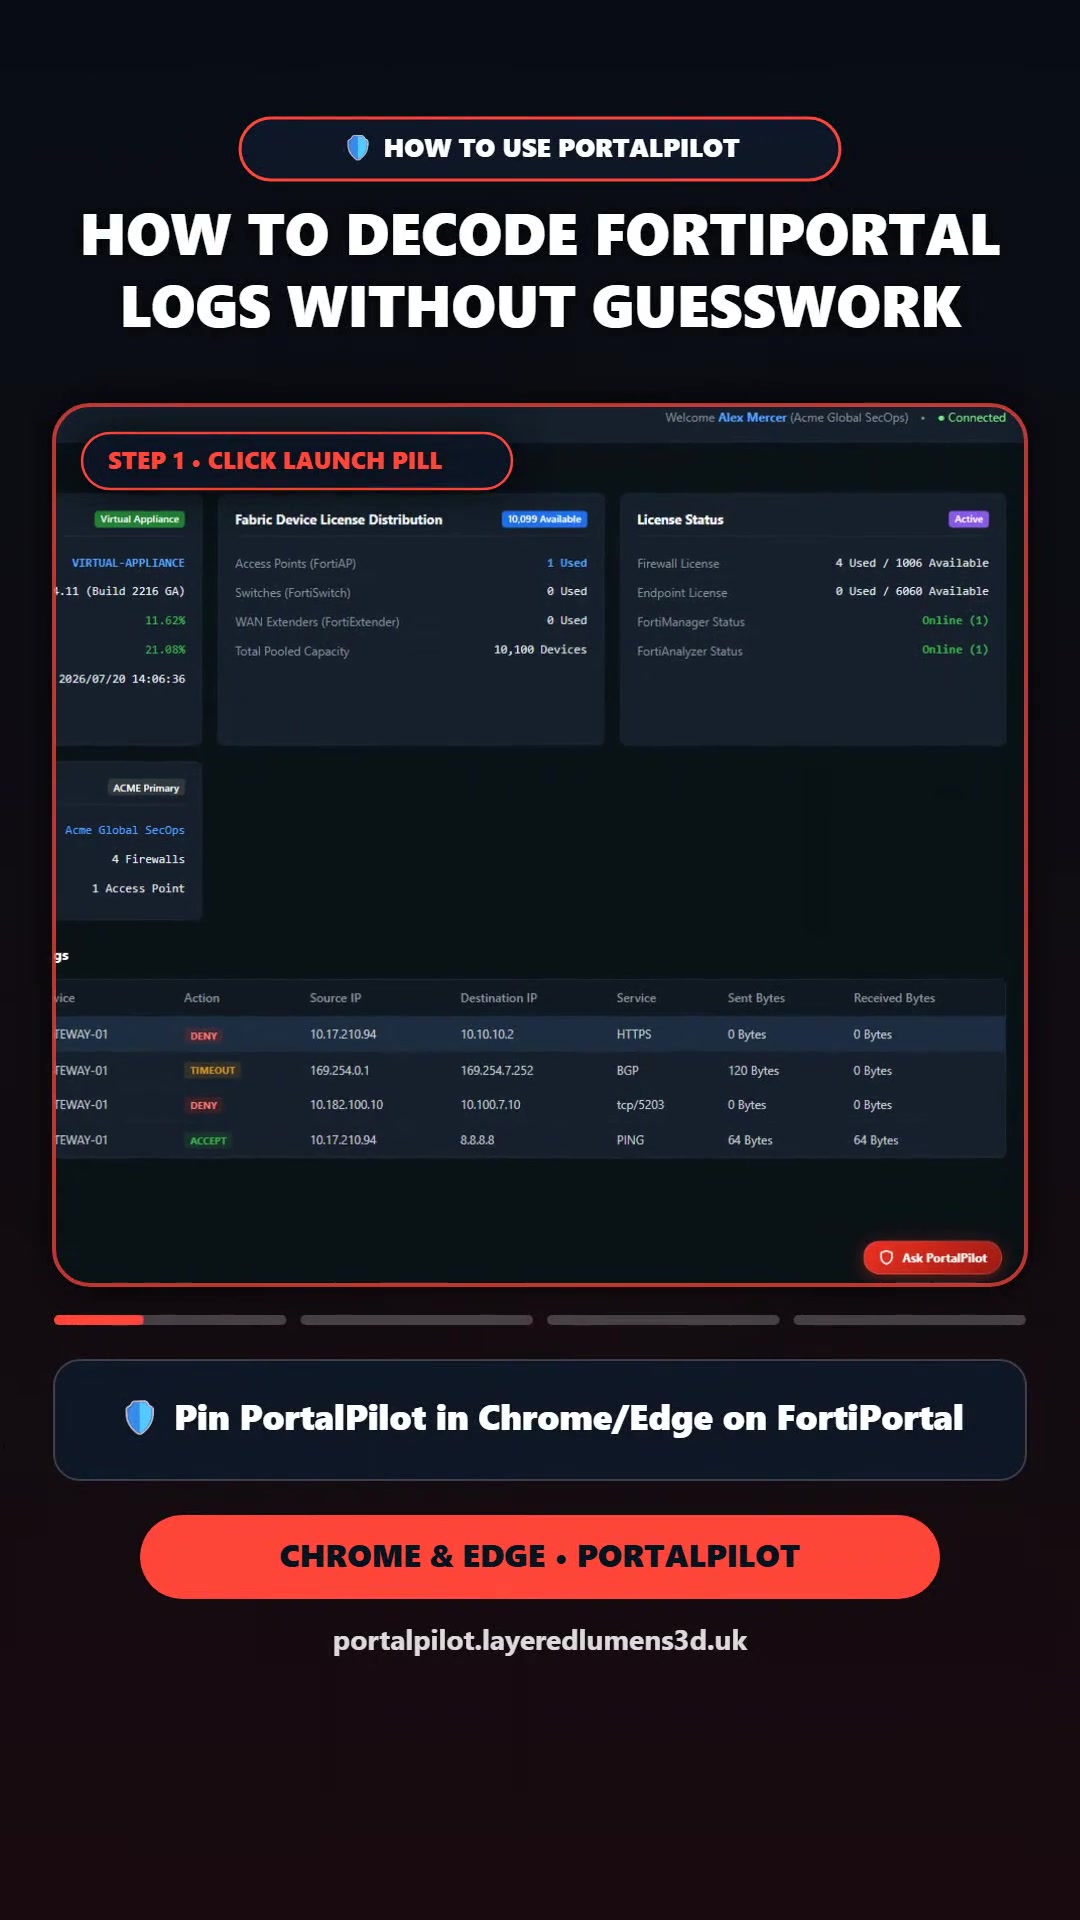 HOW TO USE PORTALPILOT
HOW TO DECODE FORTIPORTAL
LOGS WITHOUT GUESSWORK
Welcome Alex Mercer (Acme Global SecOps) • ● Connected
STEP 1 • CLICK LAUNCH PILL
Virtual Appliance
VIRTUAL-APPLIANCE
4.11 (Build 2216 GA)
11.62%
21.08%
2026/07/20 14:06:36
Fabric Device License Distribution 10,099 Available
Access Points (FortiAP) 1 Used
Switches (FortiSwitch) 0 Used
WAN Extenders (FortiExtender) 0 Used
Total Pooled Capacity 10,100 Devices
License Status Active
Firewall License 4 Used / 1006 Available
Endpoint License 0 Used / 6060 Available
FortiManager Status Online (1)
FortiAnalyzer Status Online (1)
ACME Primary
Acme Global SecOps
4 Firewalls
1 Access Point
gs
vice Action Source IP Destination IP Service Sent Bytes Received Bytes
TEWAY-01 DENY 10.17.210.94 10.10.10.2 HTTPS 0 Bytes 0 Bytes
TEWAY-01 TIMEOUT 169.254.0.1 169.254.7.252 BGP 120 Bytes 0 Bytes
TEWAY-01 DENY 10.182.100.10 10.100.7.10 tcp/5203 0 Bytes 0 Bytes
TEWAY-01 ACCEPT 10.17.210.94 8.8.8.8 PING 64 Bytes 64 Bytes
Ask PortalPilot
Pin PortalPilot in Chrome/Edge on FortiPortal
CHROME & EDGE • PORTALPILOT
portalpilot.layeredlumens3d.uk